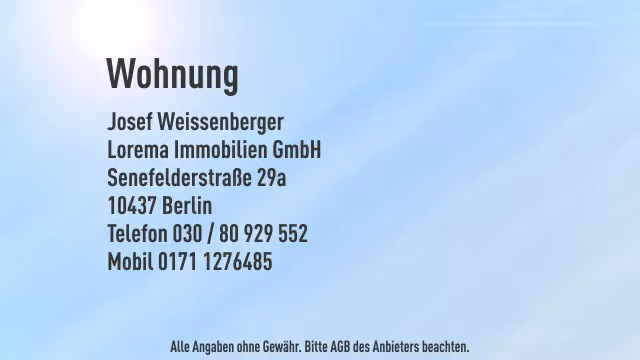 Wohnung
Josef Weissenberger
Lorema Immobilien GmbH
Senefelderstraße 29a
10437 Berlin
Telefon 030 / 80 929 552
Mobil 0171 1276485
Alle Angaben ohne Gewähr. Bitte AGB des Anbieters beachten.